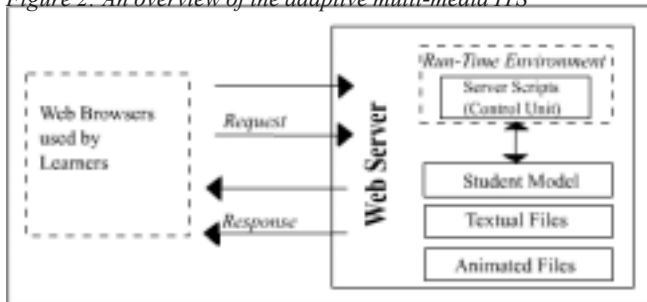 Figure 2: An overview of the adaptive multi-media ITS
Web Browsers
used by
Learners
Request
Response
Web Server
Run-Time Environment
Server Scripts
(Control Unit)
Student Model
Textual Files
Animated Files